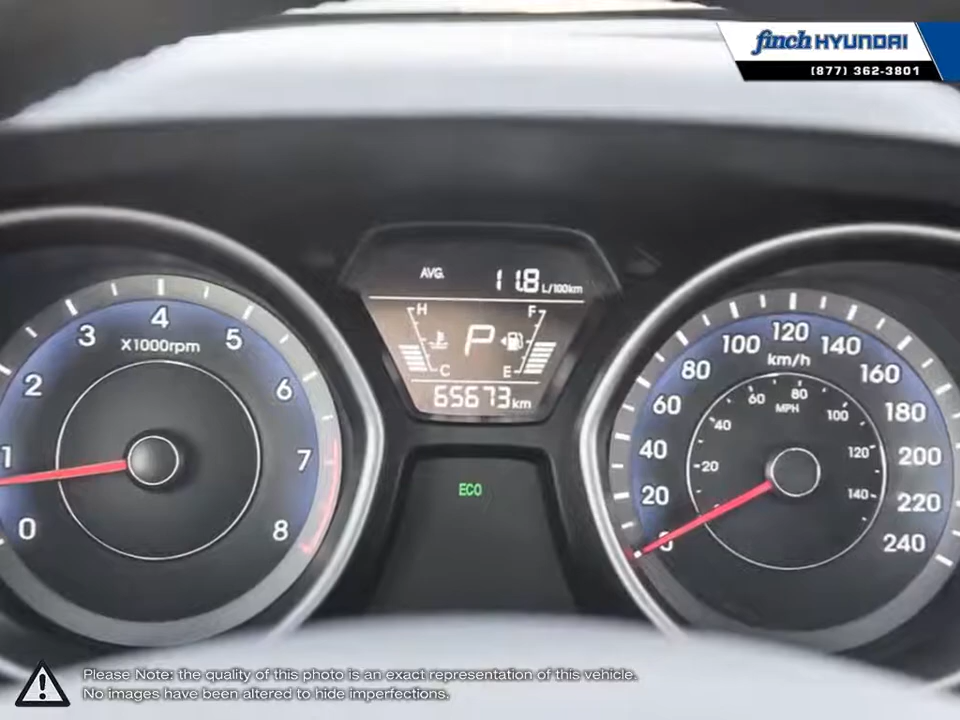 finch HYUNDAI
(877) 362-3801
AVG. 11.8 L/100km
H F
P
C E
65673 km
ECO
0 1 2 3 4 5 6 7 8
X1000rpm
20 40 60 80 100 120 140 160 180 200 220 240
km/h
20 40 60 80 100 120 140
MPH
Please Note: the quality of this photo is an exact representation of this vehicle.
No images have been altered to hide imperfections.